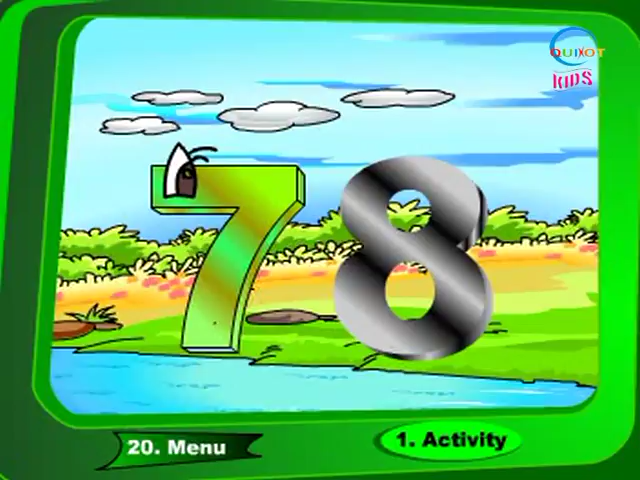 QUIXOT
KIDS
7 8
20. Menu
1. Activity